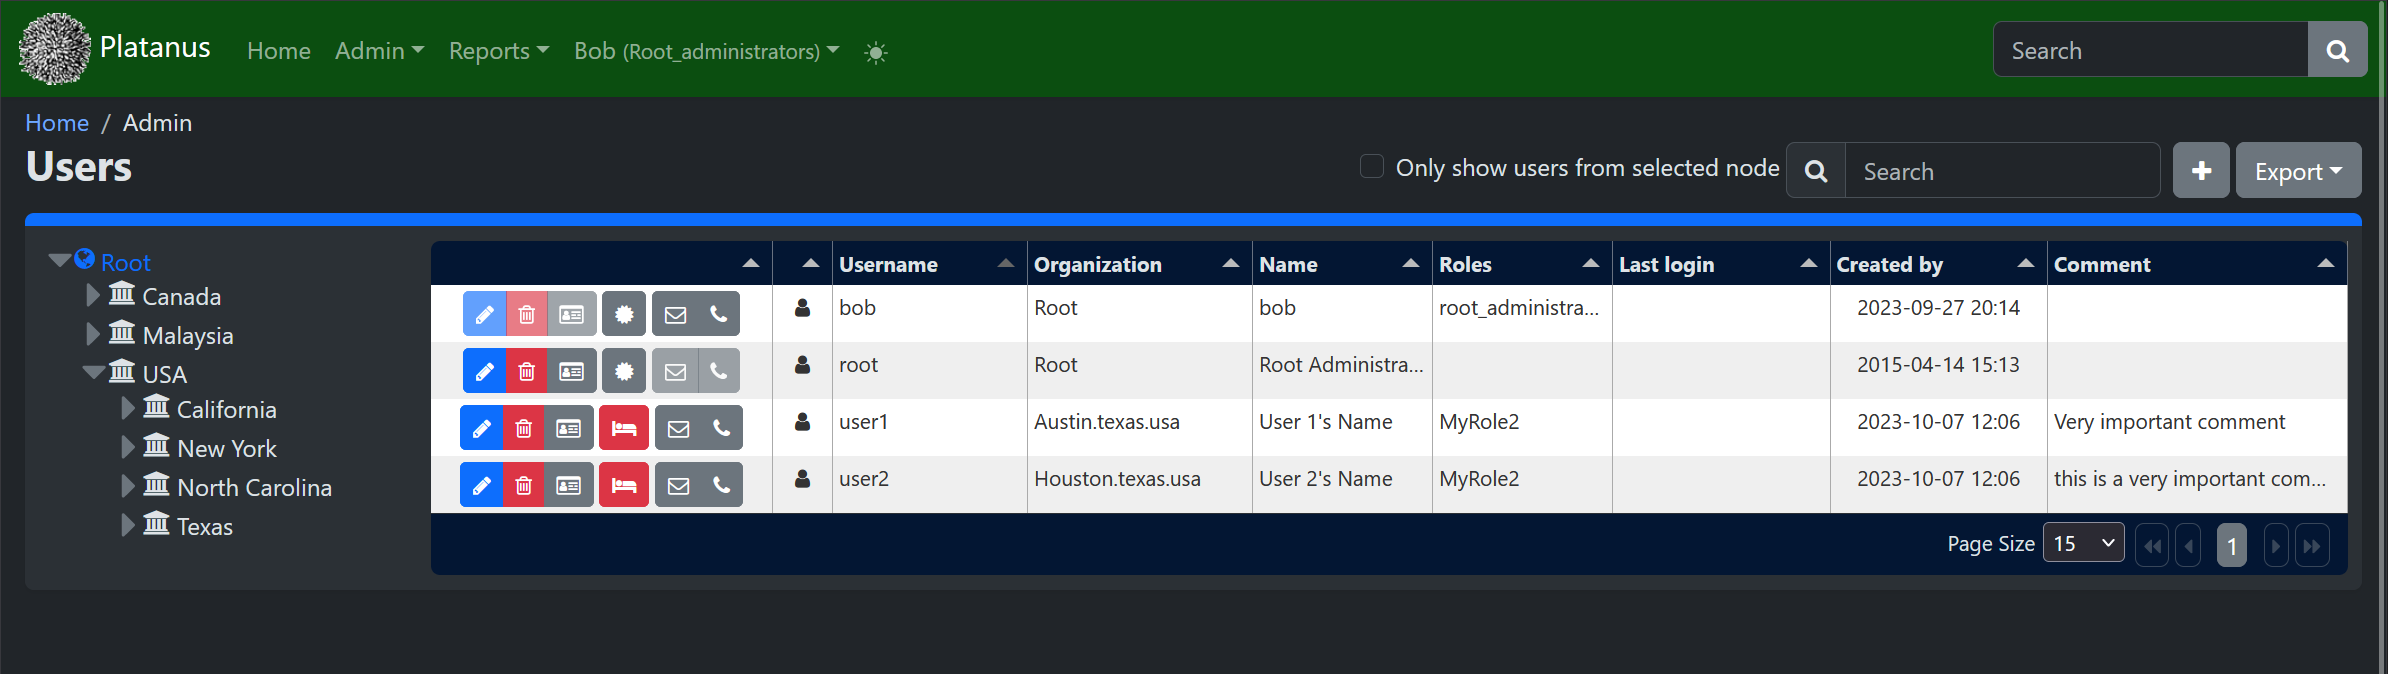 Platanus Home Admin Reports Bob (Root_administrators) Search
Home / Admin
Users Only show users from selected node Search Export
Root
Canada
Malaysia
USA
California
New York
North Carolina
Texas
Username Organization Name Roles Last login Created by Comment
bob Root bob root_administra... 2023-09-27 20:14
root Root Root Administra... 2015-04-14 15:13
user1 Austin.texas.usa User 1's Name MyRole2 2023-10-07 12:06 Very important comment
user2 Houston.texas.usa User 2's Name MyRole2 2023-10-07 12:06 this is a very important com...
Page Size 15 1